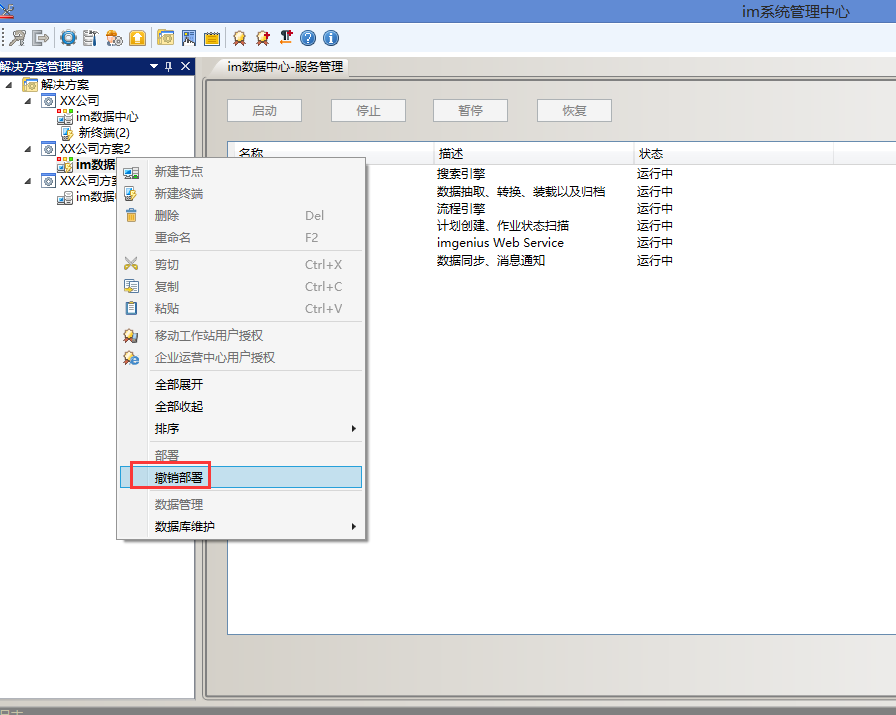 im系统管理中心
解决方案管理器
im数据中心-服务管理
解决方案
XX公司
im数据中心
新终端(2)
XX公司方案2
im数据
XX公司方案
im数据
启动
停止
暂停
恢复
名称
描述
状态
搜索引擎
运行中
数据抽取、转换、装载以及归档
运行中
流程引擎
运行中
计划创建、作业状态扫描
运行中
imgenius Web Service
运行中
数据同步、消息通知
运行中
新建节点
新建终端
删除 Del
重命名 F2
剪切 Ctrl+X
复制 Ctrl+C
粘贴 Ctrl+V
移动工作站用户授权
企业运营中心用户授权
全部展开
全部收起
排序
部署
撤销部署
数据管理
数据库维护